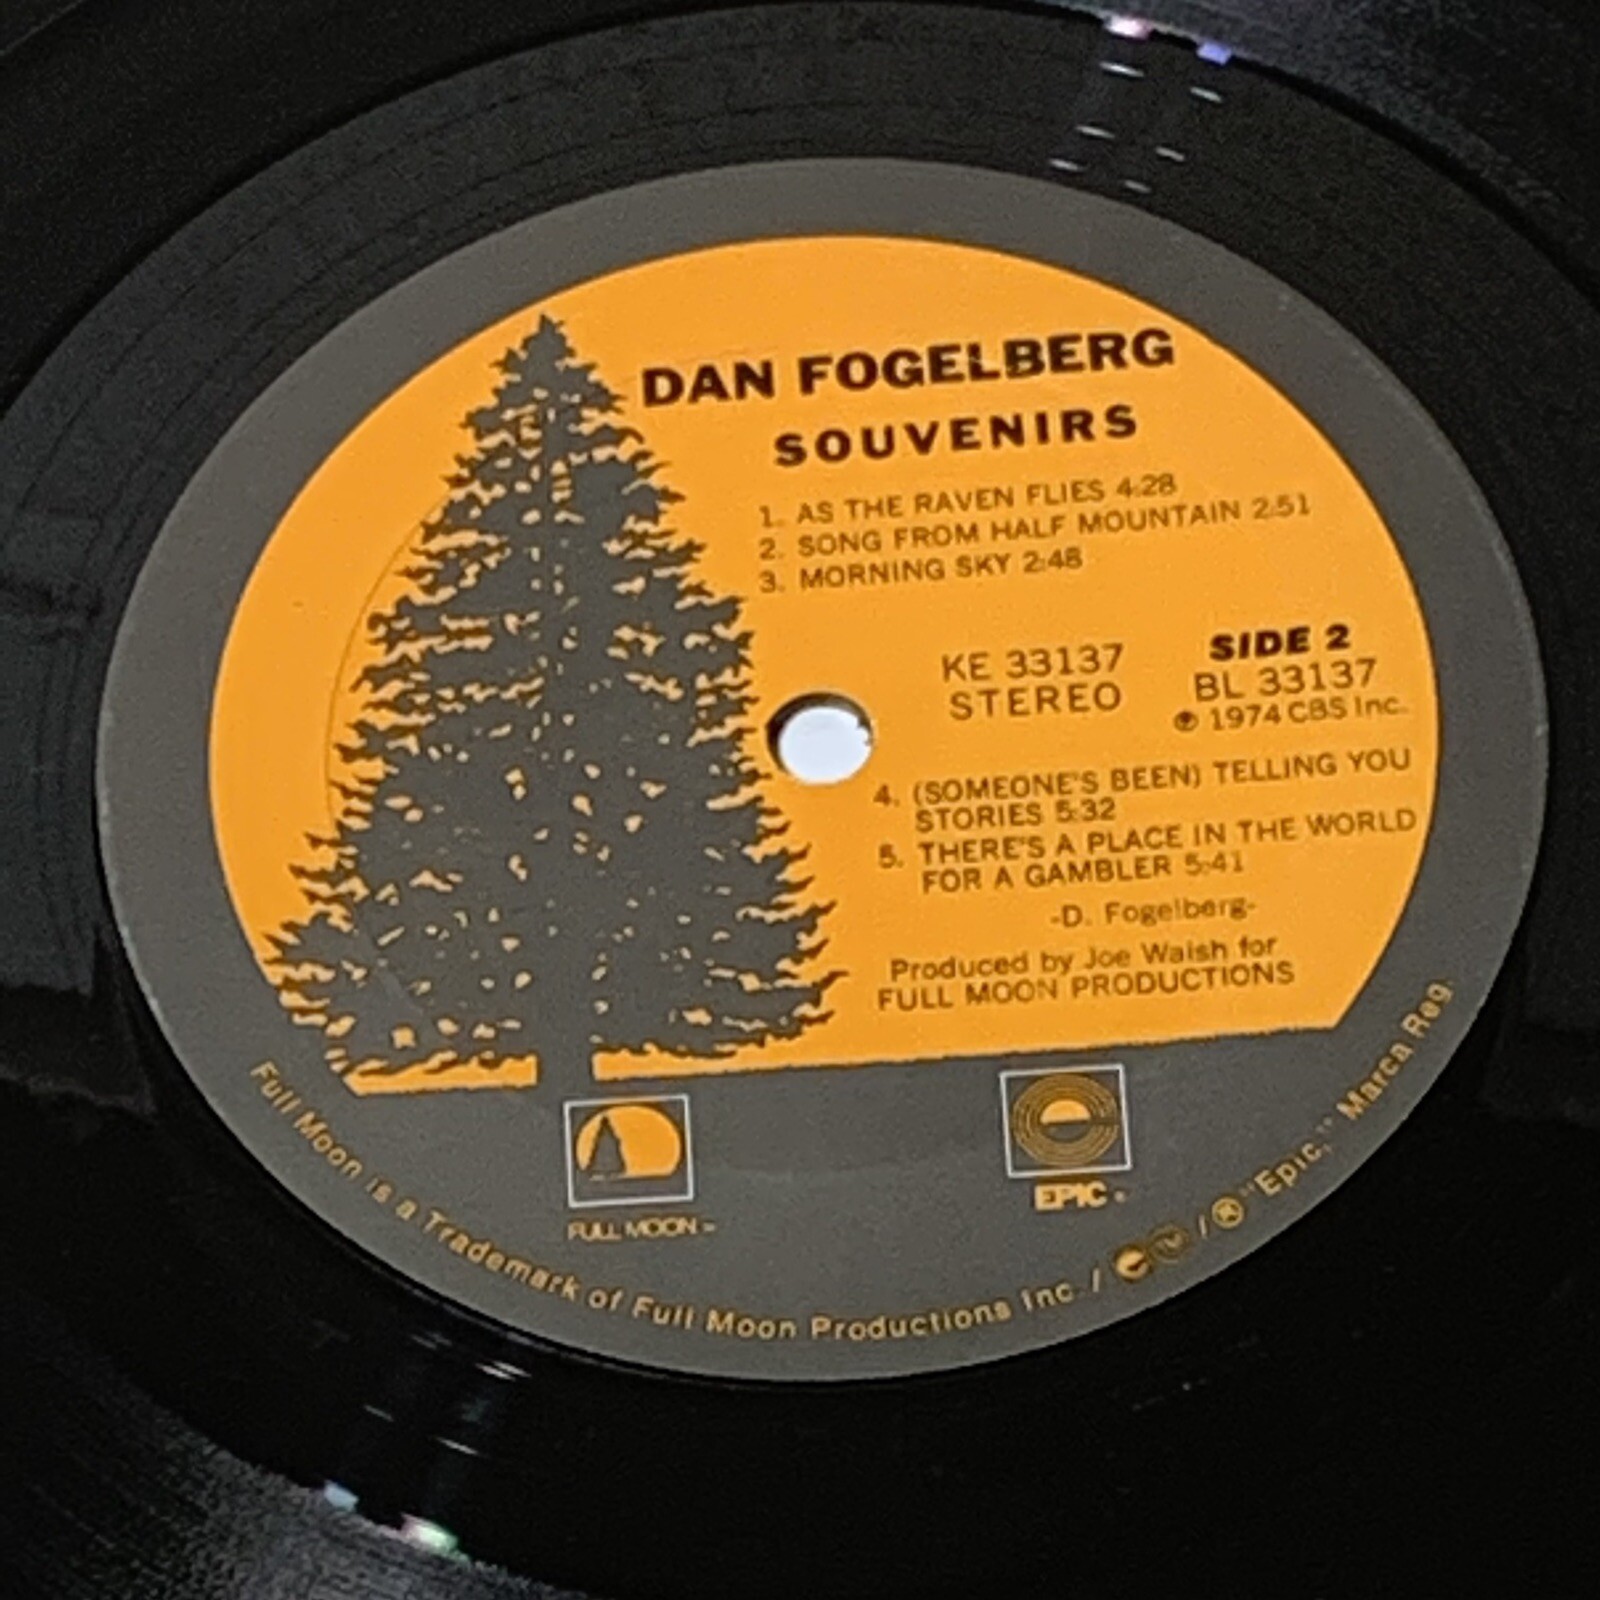 DAN FOGELBERG
SOUVENIRS
1. AS THE RAVEN FLIES 4:28
2. SONG FROM HALF MOUNTAIN 2:51
3. MORNING SKY 2:48
KE 33137
STEREO
SIDE 2
BL 33137
℗ 1974 CBS Inc.
4. (SOMEONE'S BEEN) TELLING YOU
STORIES 5:32
5. THERE'S A PLACE IN THE WORLD
FOR A GAMBLER 5:41
-D. Fogelberg-
Produced by Joe Walsh for
FULL MOON PRODUCTIONS
FULL MOON™
EPIC®
Full Moon is a Trademark of Full Moon Productions Inc. / e TM / ® "Epic," Marca Reg.